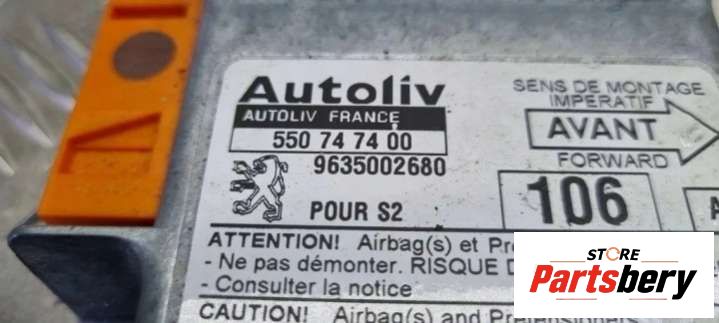 Autoliv
AUTOLIV FRANCE
550 74 74 00
9635002680
POUR S2
SENS DE MONTAGE
IMPERATIF
AVANT
FORWARD
106
ATTENTION! Airbag(s) et
- Ne pas démonter. RISQUE
- Consulter la notice
CAUTION! Airbag(s) and Pretensioners
STORE
Partsbery